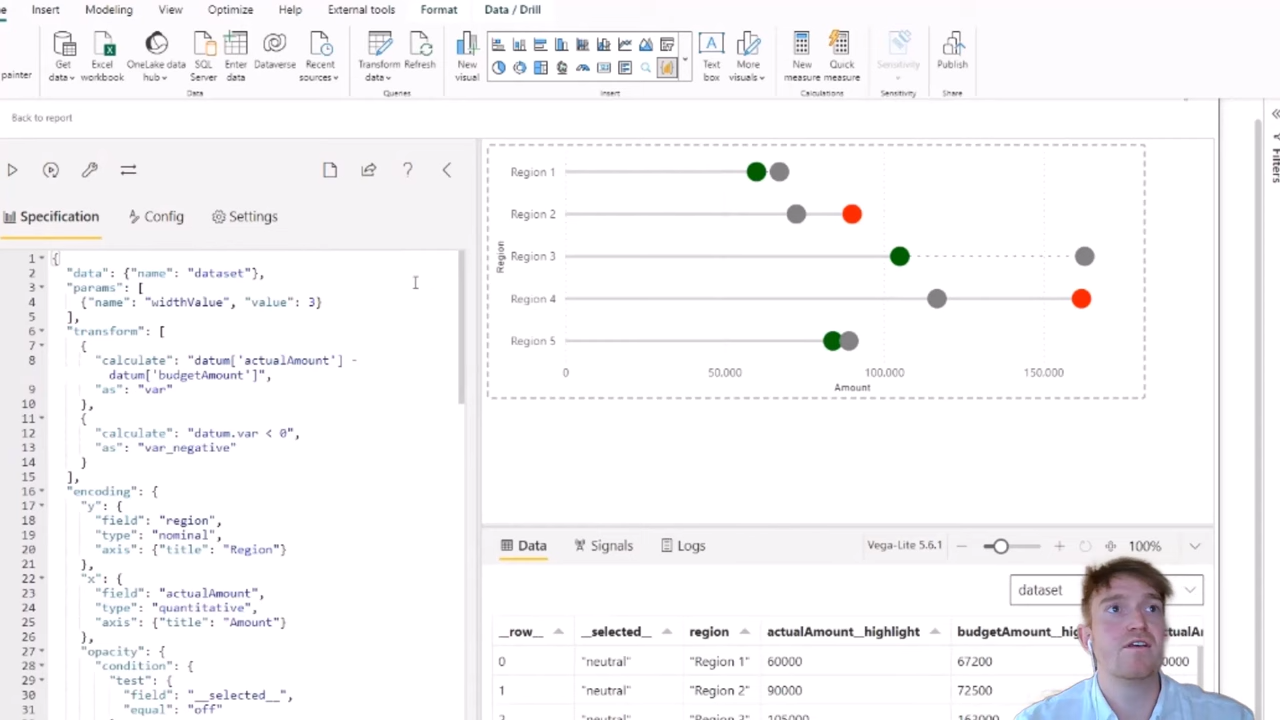 Insert Modeling View Optimize Help External tools Format Data / Drill
painter
Get data
Excel workbook
OneLake data hub
SQL Server
Enter data
Dataverse
Recent sources
Transform data
Refresh
New visual
Text box
More visuals
New measure
Quick measure
Sensitivity
Publish
Data Queries Insert Calculations Sensitivity Share
Back to report
Filters
Specification Config Settings
1 {
2 "data": {"name": "dataset"},
3 "params": [
4 {"name": "widthValue", "value": 3}
5 ],
6 "transform": [
7 {
8 "calculate": "datum['actualAmount'] -
datum['budgetAmount']",
9 "as": "var"
10 },
11 {
12 "calculate": "datum.var < 0",
13 "as": "var_negative"
14 }
15 ],
16 "encoding": {
17 "y": {
18 "field": "region",
19 "type": "nominal",
20 "axis": {"title": "Region"}
21 },
22 "x": {
23 "field": "actualAmount",
24 "type": "quantitative",
25 "axis": {"title": "Amount"}
26 },
27 "opacity": {
28 "condition": {
29 "test": {
30 "field": "__selected__",
31 "equal": "off"
Region
Region 1
Region 2
Region 3
Region 4
Region 5
0 50.000 100.000 150.000
Amount
Data Signals Logs Vega-Lite 5.6.1 100%
dataset
__row__ __selected__ region actualAmount__highlight
0 "neutral" "Region 1" 60000 67200
1 "neutral" "Region 2" 90000 72500